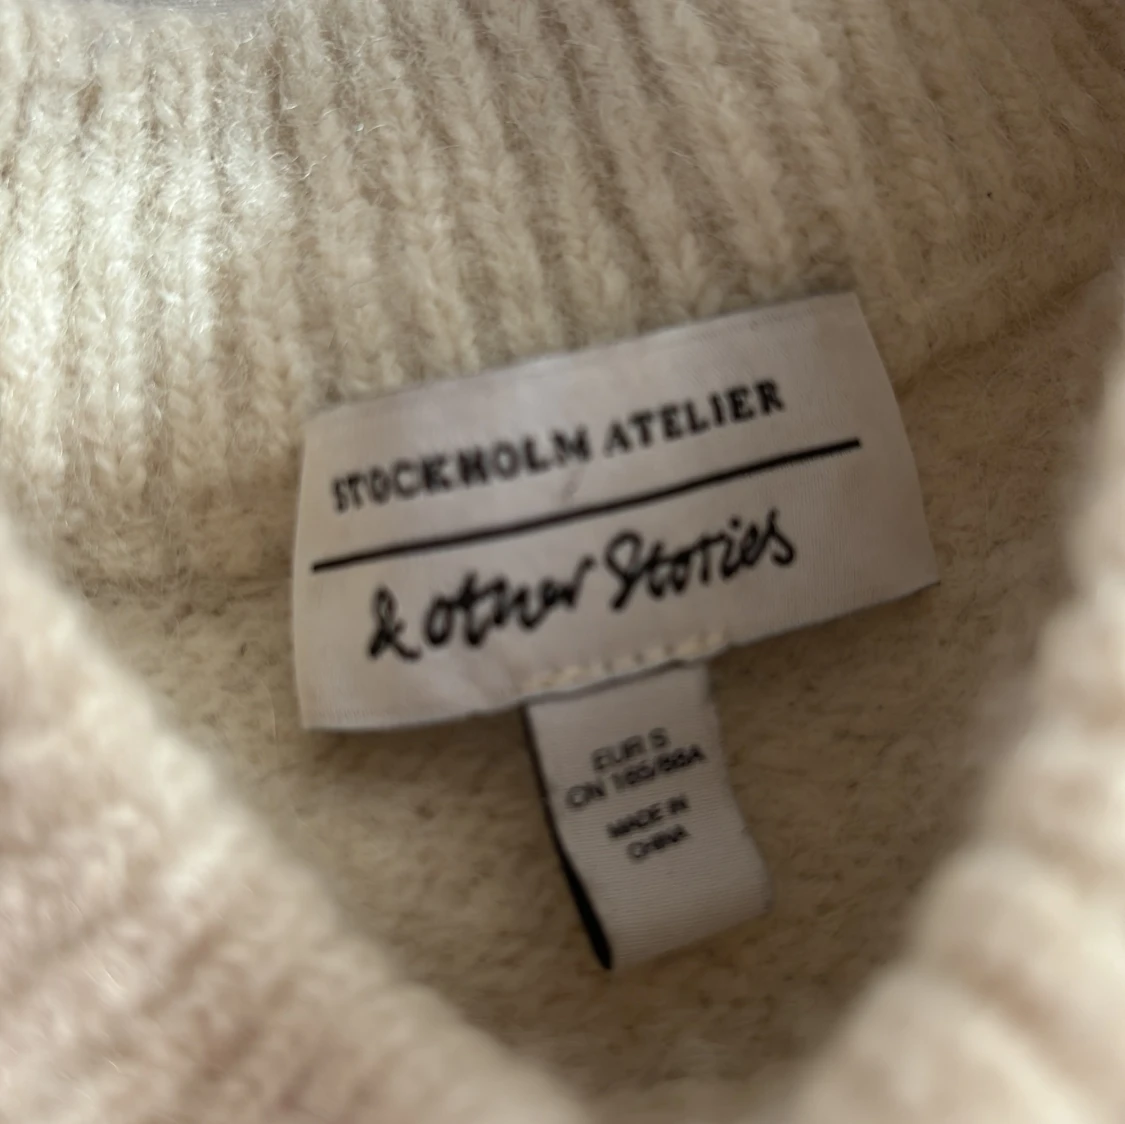 STOCKHOLM ATELIER
& other Stories
EUR S
CN 165/88A
MADE IN
CHINA